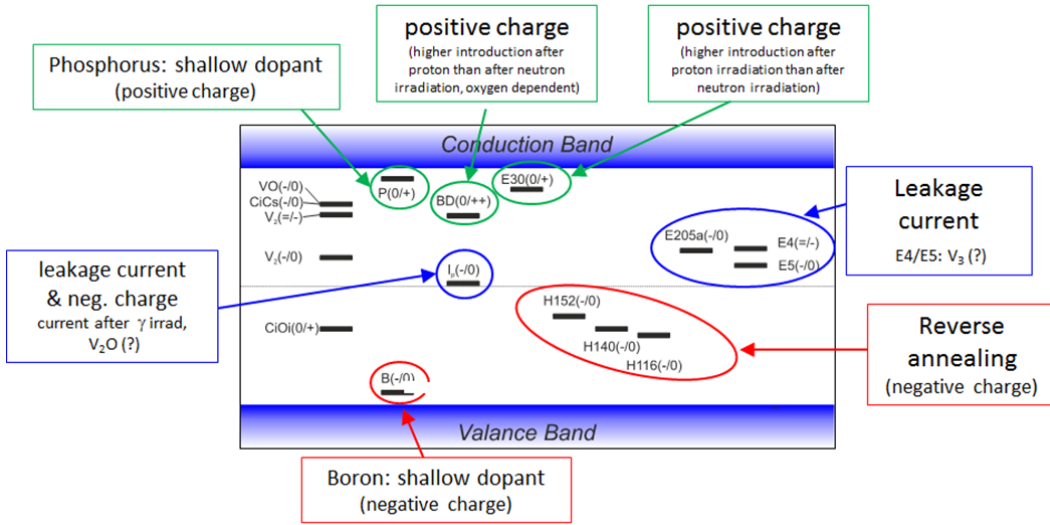 Phosphorus: shallow dopant
(positive charge)
positive charge
(higher introduction after
proton than after neutron
irradiation, oxygen dependent)
positive charge
(higher introduction after
proton irradiation than after
neutron irradiation)
Conduction Band
VO(-/0)
CiCs(-/0)
V₂(=/-)
V₂(-/0)
CiOi(0/+)
P(0/+)
BD(0/++)
E30(0/+)
Iₚ(-/0)
B(-/0)
E205a(-/0)
E4(=/-)
E5(-/0)
H152(-/0)
H140(-/0)
H116(-/0)
Valance Band
Leakage
current
E4/E5: V₃ (?)
leakage current
& neg. charge
current after γ irrad,
V₂O (?)
Reverse
annealing
(negative charge)
Boron: shallow dopant
(negative charge)